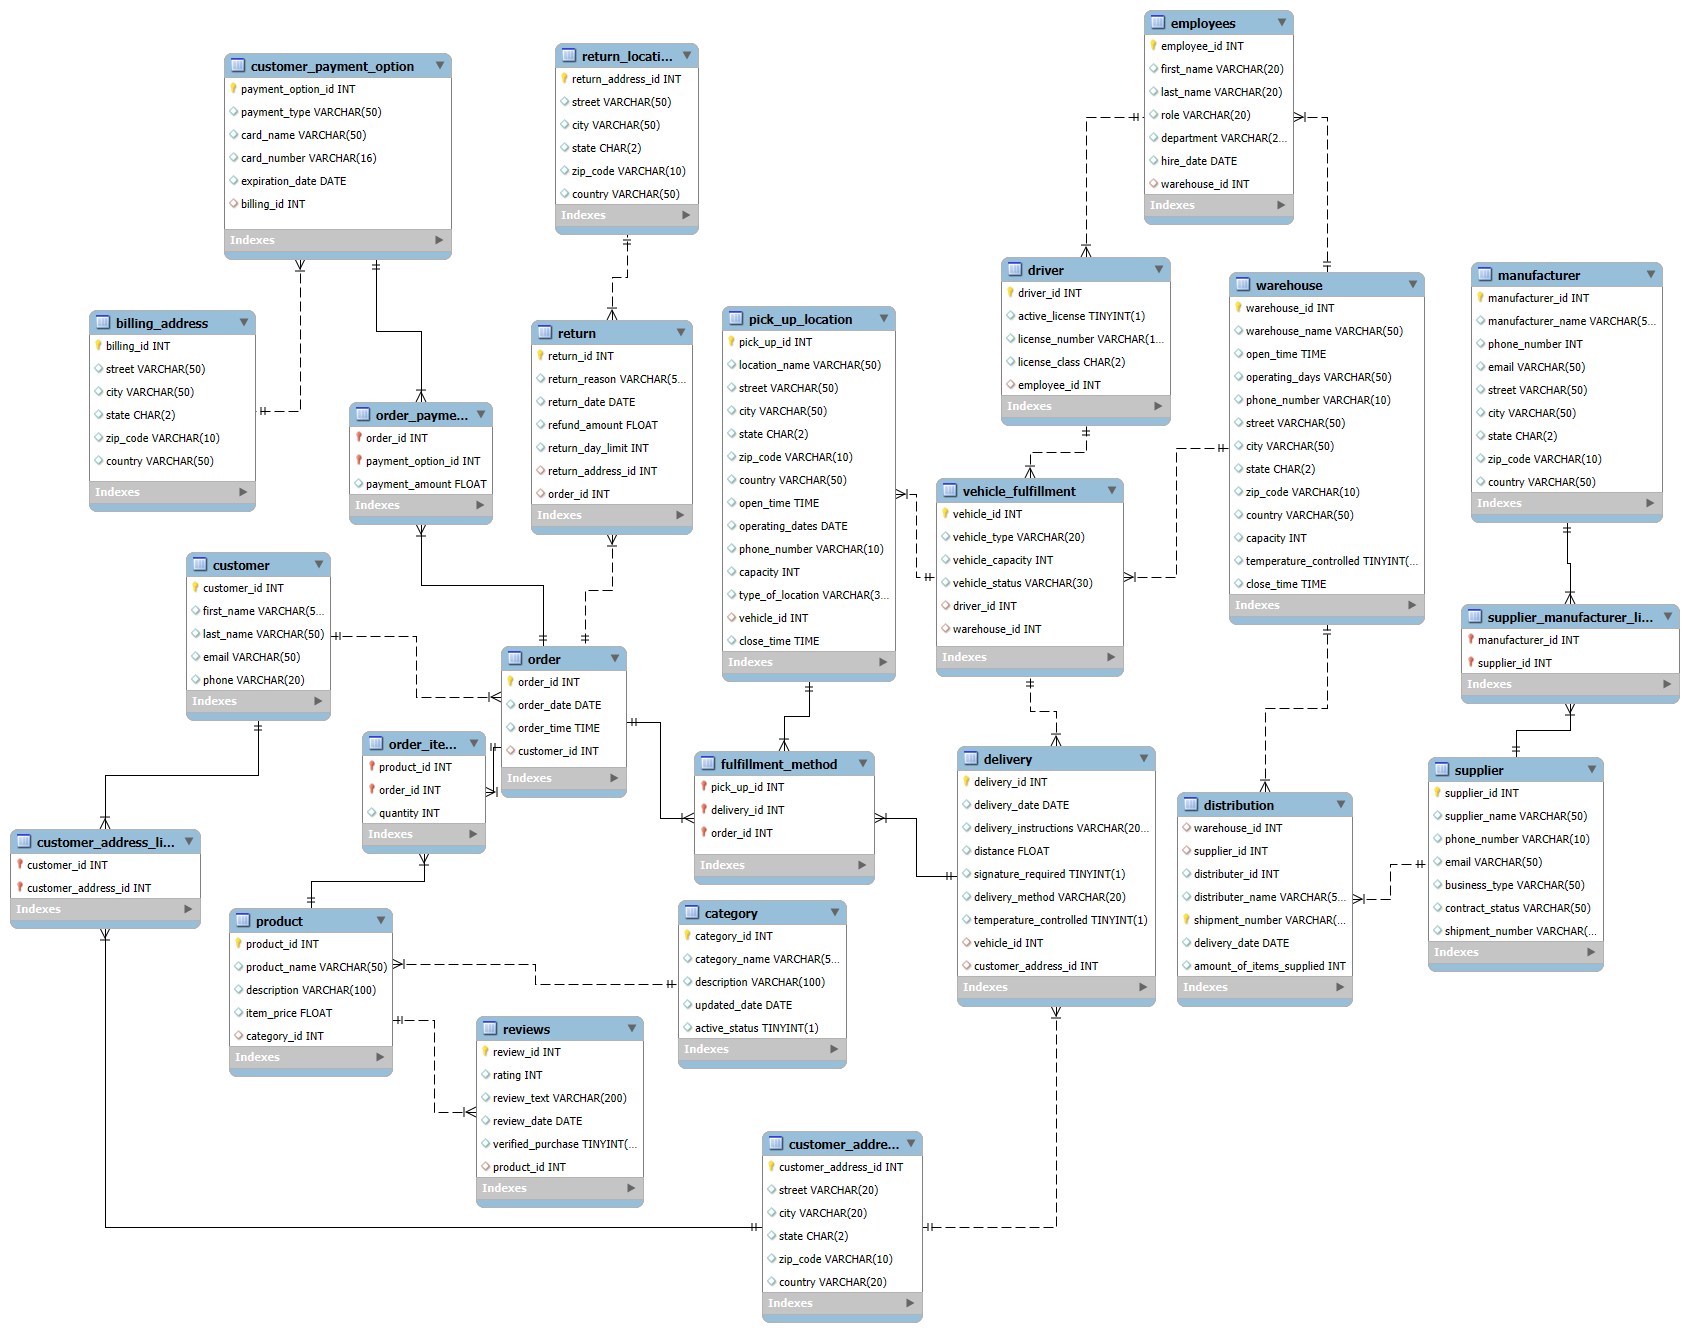 customer_payment_option
payment_option_id INT
payment_type VARCHAR(50)
card_name VARCHAR(50)
card_number VARCHAR(16)
expiration_date DATE
billing_id INT
Indexes
return_locati...
return_address_id INT
street VARCHAR(50)
city VARCHAR(50)
state CHAR(2)
zip_code VARCHAR(10)
country VARCHAR(50)
Indexes
employees
employee_id INT
first_name VARCHAR(20)
last_name VARCHAR(20)
role VARCHAR(20)
department VARCHAR(2...
hire_date DATE
warehouse_id INT
Indexes
billing_address
billing_id INT
street VARCHAR(50)
city VARCHAR(50)
state CHAR(2)
zip_code VARCHAR(10)
country VARCHAR(50)
Indexes
order_payme...
order_id INT
payment_option_id INT
payment_amount FLOAT
Indexes
return
return_id INT
return_reason VARCHAR(5...
return_date DATE
refund_amount FLOAT
return_day_limit INT
return_address_id INT
order_id INT
Indexes
pick_up_location
pick_up_id INT
location_name VARCHAR(50)
street VARCHAR(50)
city VARCHAR(50)
state CHAR(2)
zip_code VARCHAR(10)
country VARCHAR(50)
open_time TIME
operating_dates DATE
phone_number VARCHAR(10)
capacity INT
type_of_location VARCHAR(3...
vehicle_id INT
close_time TIME
Indexes
driver
driver_id INT
active_license TINYINT(1)
license_number VARCHAR(1...
license_class CHAR(2)
employee_id INT
Indexes
warehouse
warehouse_id INT
warehouse_name VARCHAR(50)
open_time TIME
operating_days VARCHAR(50)
phone_number VARCHAR(10)
street VARCHAR(50)
city VARCHAR(50)
state CHAR(2)
zip_code VARCHAR(10)
country VARCHAR(50)
capacity INT
temperature_controlled TINYINT(...
close_time TIME
Indexes
manufacturer
manufacturer_id INT
manufacturer_name VARCHAR(5...
phone_number INT
email VARCHAR(50)
street VARCHAR(50)
city VARCHAR(50)
state CHAR(2)
zip_code VARCHAR(10)
country VARCHAR(50)
Indexes
vehicle_fulfillment
vehicle_id INT
vehicle_type VARCHAR(20)
vehicle_capacity INT
vehicle_status VARCHAR(30)
driver_id INT
warehouse_id INT
Indexes
customer
customer_id INT
first_name VARCHAR(5...
last_name VARCHAR(50)
email VARCHAR(50)
phone VARCHAR(20)
Indexes
supplier_manufacturer_li...
manufacturer_id INT
supplier_id INT
Indexes
order
order_id INT
order_date DATE
order_time TIME
customer_id INT
Indexes
order_ite...
product_id INT
order_id INT
quantity INT
Indexes
fulfillment_method
pick_up_id INT
delivery_id INT
order_id INT
Indexes
delivery
delivery_id INT
delivery_date DATE
delivery_instructions VARCHAR(20...
distance FLOAT
signature_required TINYINT(1)
delivery_method VARCHAR(20)
temperature_controlled TINYINT(1)
vehicle_id INT
customer_address_id INT
Indexes
distribution
warehouse_id INT
supplier_id INT
distributer_id INT
distributer_name VARCHAR(5...
shipment_number VARCHAR(...
delivery_date DATE
amount_of_items_supplied INT
Indexes
supplier
supplier_id INT
supplier_name VARCHAR(50)
phone_number VARCHAR(10)
email VARCHAR(50)
business_type VARCHAR(50)
contract_status VARCHAR(50)
shipment_number VARCHAR(...
Indexes
customer_address_li...
customer_id INT
customer_address_id INT
Indexes
product
product_id INT
product_name VARCHAR(50)
description VARCHAR(100)
item_price FLOAT
category_id INT
Indexes
category
category_id INT
category_name VARCHAR(5...
description VARCHAR(100)
updated_date DATE
active_status TINYINT(1)
Indexes
reviews
review_id INT
rating INT
review_text VARCHAR(200)
review_date DATE
verified_purchase TINYINT(...
product_id INT
Indexes
customer_addre...
customer_address_id INT
street VARCHAR(20)
city VARCHAR(20)
state CHAR(2)
zip_code VARCHAR(10)
country VARCHAR(20)
Indexes